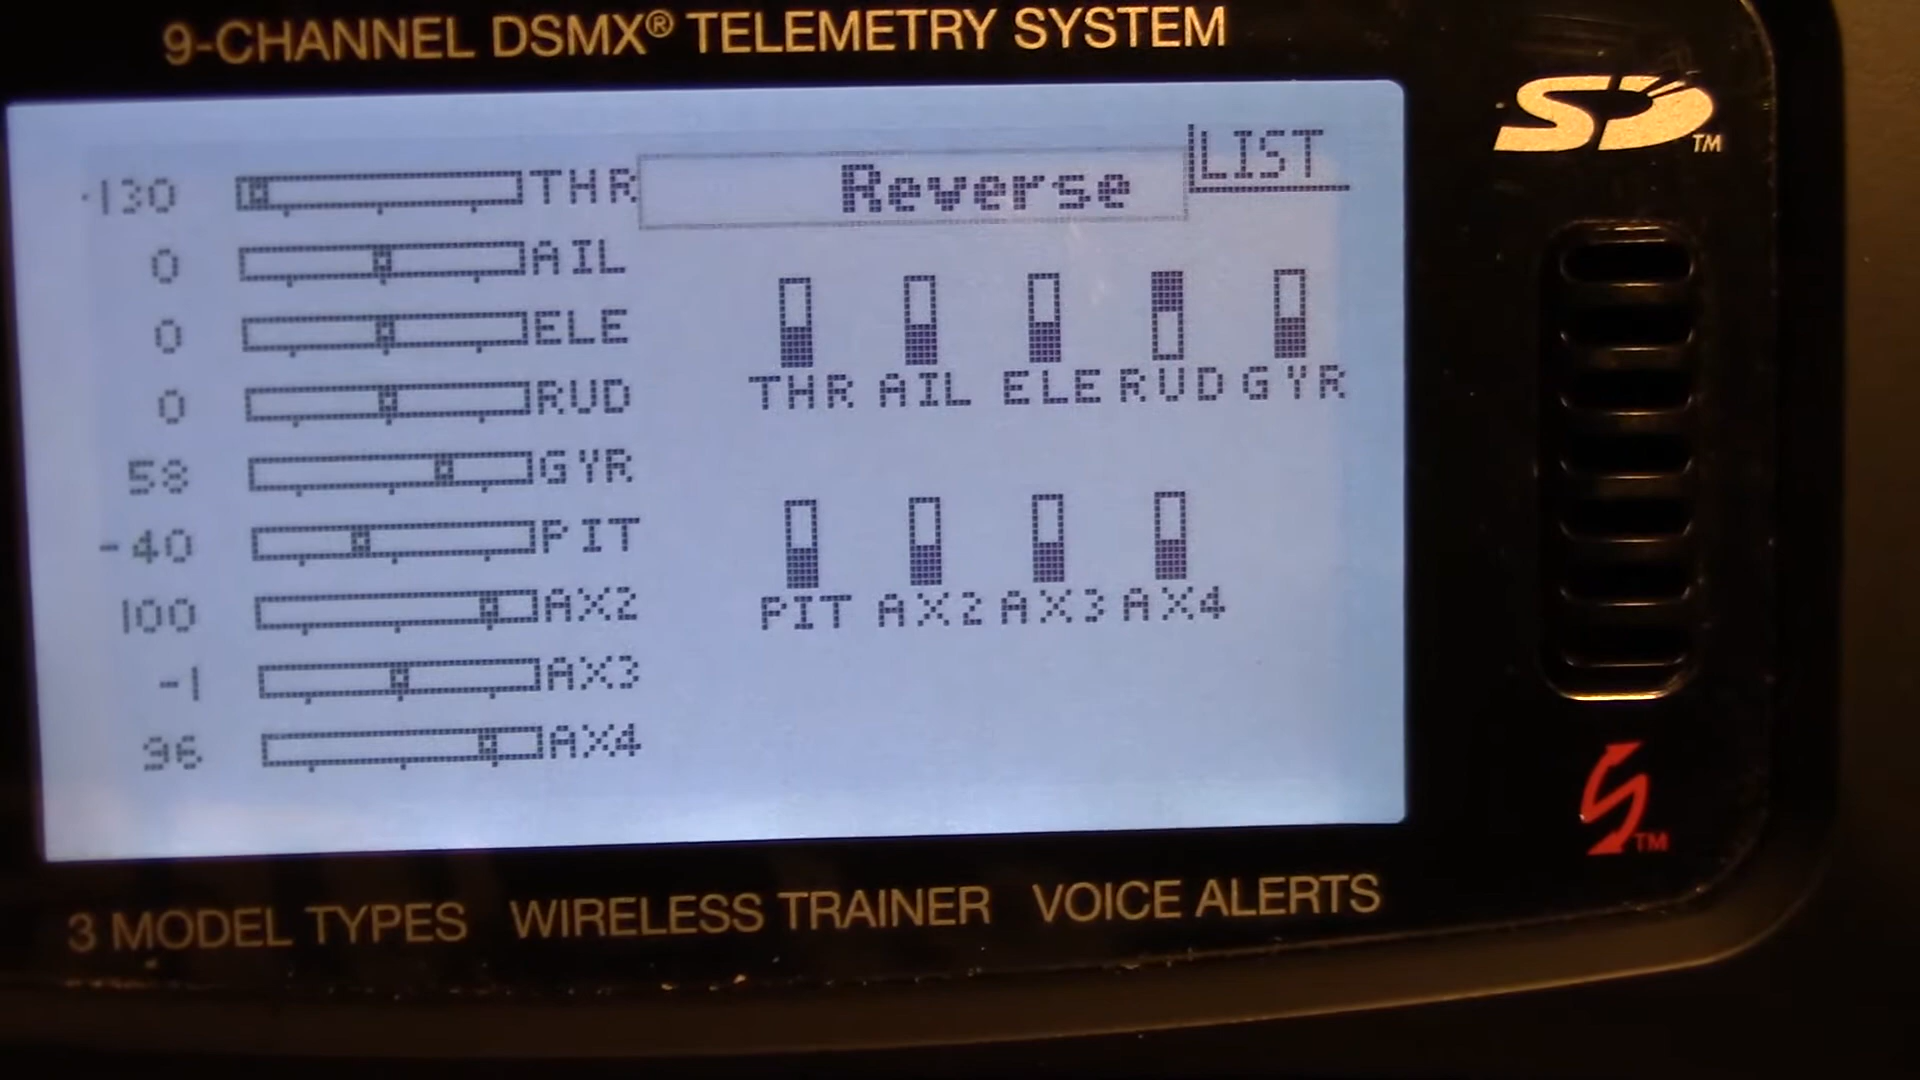 9-CHANNEL DSMX® TELEMETRY SYSTEM
SD™
LIST
Reverse
-130 THR
0 AIL
0 ELE
0 RUD
58 GYR
-40 PIT
100 AX2
-1 AX3
96 AX4
THR AIL ELE RUD GYR
PIT AX2 AX3 AX4
TM
3 MODEL TYPES WIRELESS TRAINER VOICE ALERTS